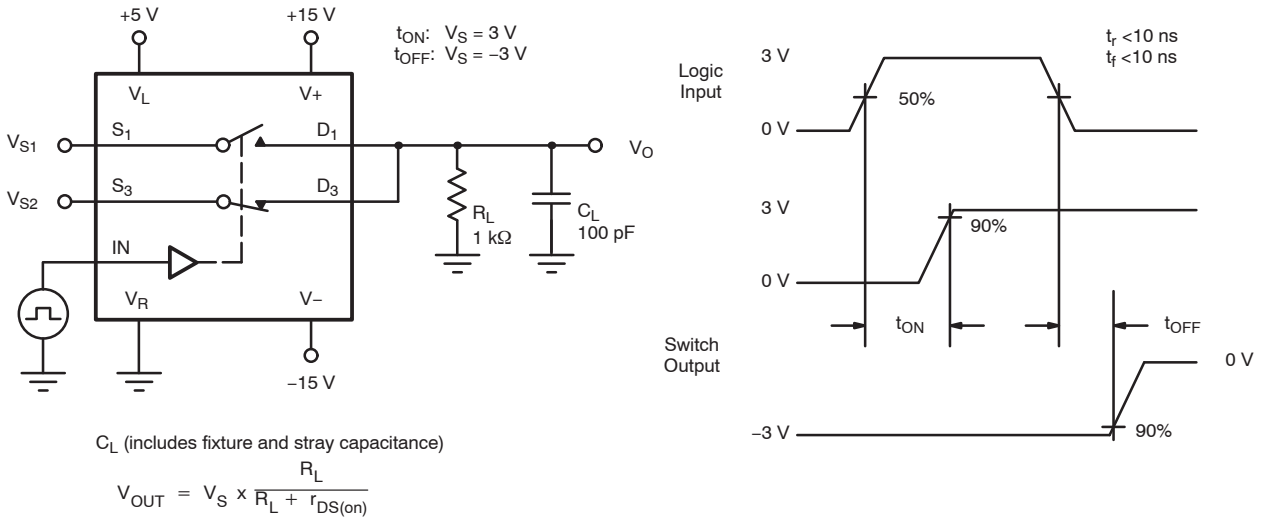 +5 V
+15 V
tON: VS = 3 V
tOFF: VS = −3 V
VL
V+
VS1
S1
D1
VO
VS2
S3
D3
RL
1 kΩ
CL
100 pF
IN
VR
V−
−15 V
CL (includes fixture and stray capacitance)
VOUT = VS x RL
RL + rDS(on)
tr <10 ns
tf <10 ns
Logic
Input
3 V
50%
0 V
3 V
90%
0 V
tON
tOFF
Switch
Output
0 V
−3 V
90%